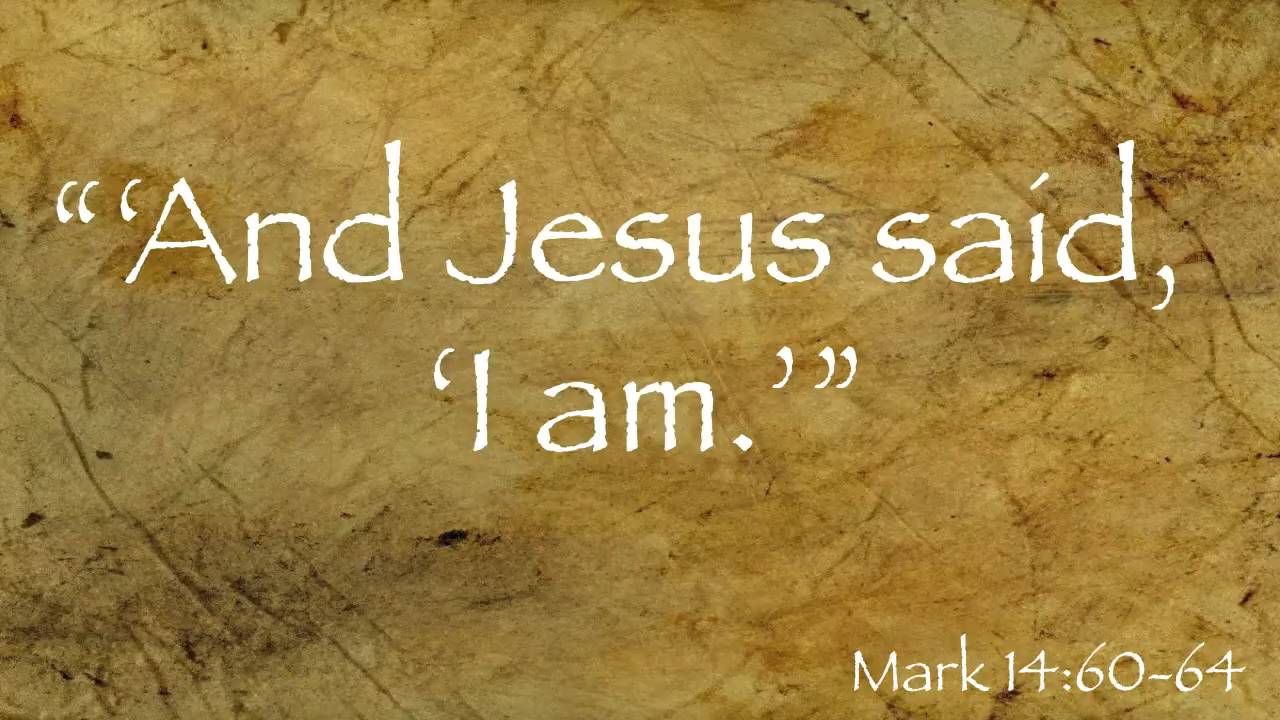 “‘And Jesus said,
‘I am.’”
Mark 14:60-64